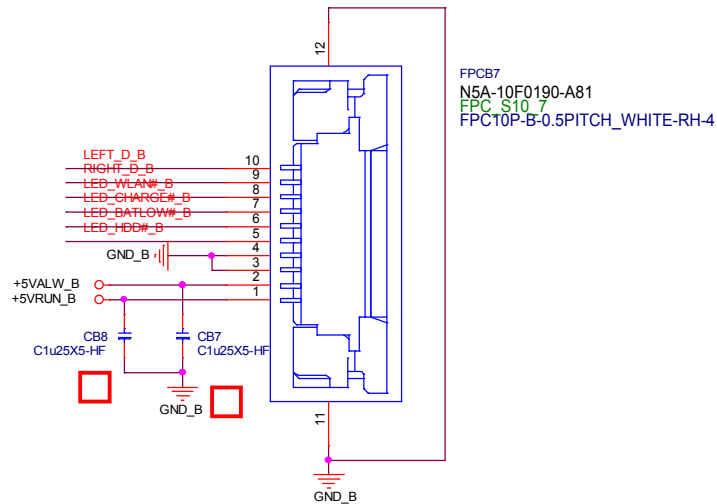 12
FPCB7
N5A-10F0190-A81
FPC_S10_7
FPC10P-B-0.5PITCH_WHITE-RH-4
LEFT_D_B
RIGHT_D_B
LED_WLAN#_B
LED_CHARGE#_B
LED_BATLOW#_B
LED_HDD#_B
10
9
8
7
6
5
4
3
2
1
GND_B
+5VALW_B
+5VRUN_B
CB8
C1u25X5-HF
CB7
C1u25X5-HF
GND_B
11
GND_B